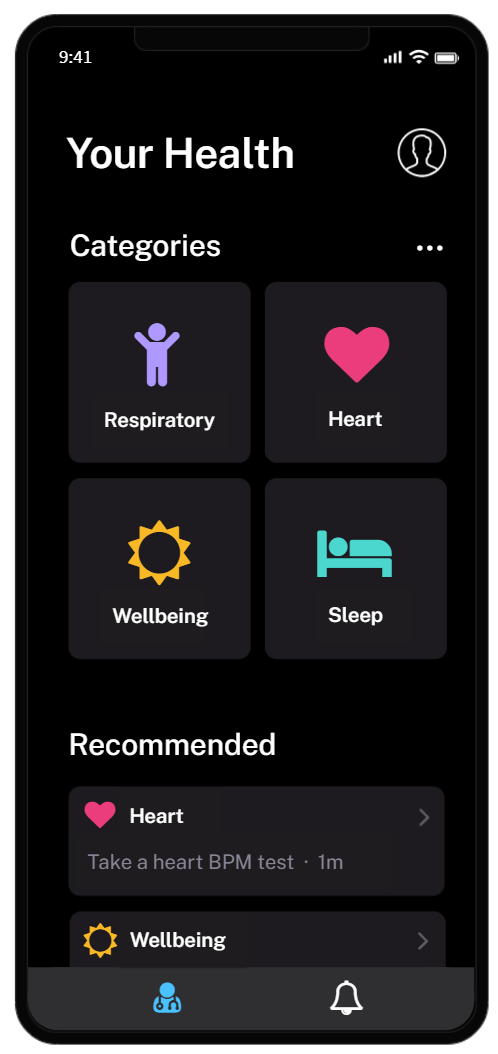 9:41
Your Health
Categories
Respiratory
Heart
Wellbeing
Sleep
Recommended
Heart
Take a heart BPM test · 1m
Wellbeing